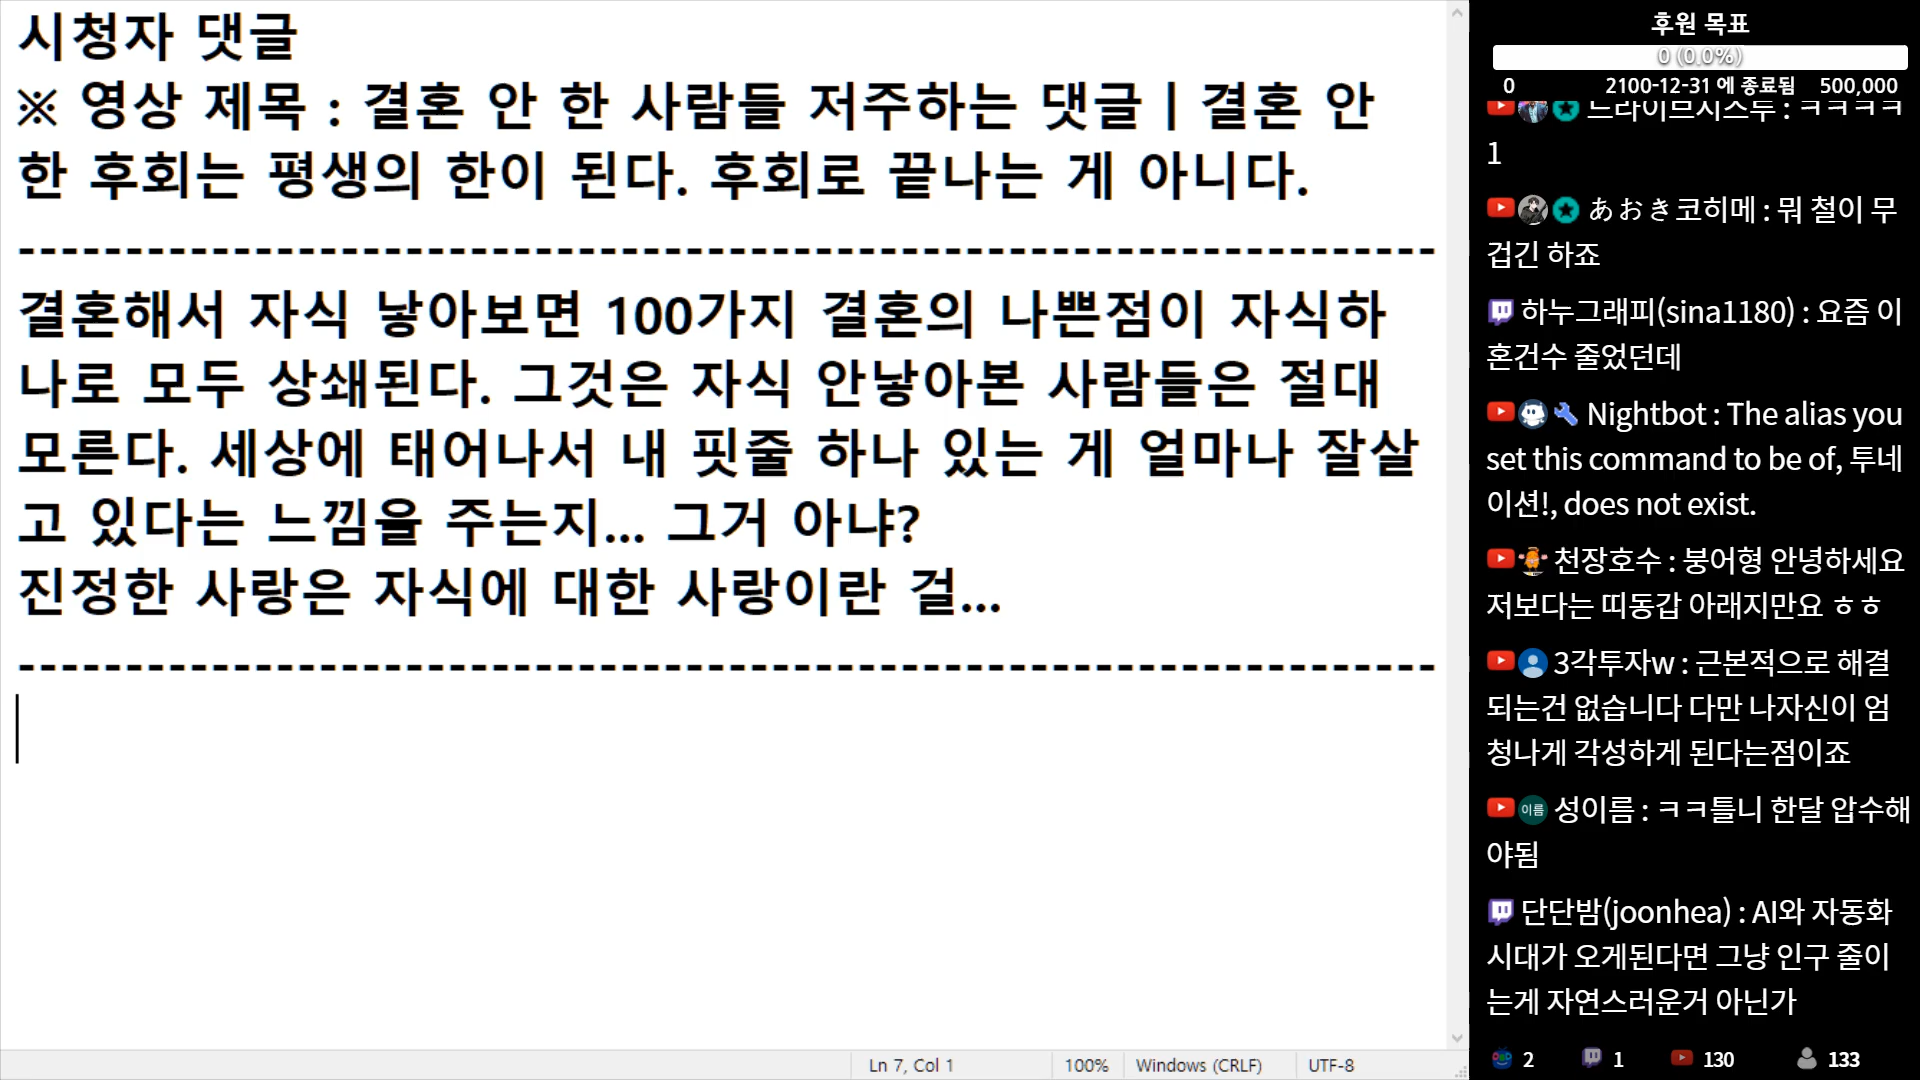 시청자 댓글
※ 영상 제목 : 결혼 안 한 사람들 저주하는 댓글 | 결혼 안
한 후회는 평생의 한이 된다. 후회로 끝나는 게 아니다.
------------------------------------------------------------------
결혼해서 자식 낳아보면 100가지 결혼의 나쁜점이 자식하
나로 모두 상쇄된다. 그것은 자식 안낳아본 사람들은 절대
모른다. 세상에 태어나서 내 핏줄 하나 있는 게 얼마나 잘살
고 있다는 느낌을 주는지... 그거 아냐?
진정한 사랑은 자식에 대한 사랑이란 걸...
------------------------------------------------------------------
Ln 7, Col 1
100%
Windows (CRLF)
UTF-8
후원 목표
0 (0.0%)
0 2100-12-31 에 종료됨 500,000
드라이브시스투 : ㅋㅋㅋㅋ
1
あおき코히메 : 뭐 철이 무
겁긴 하죠
하누그래피(sina1180) : 요즘 이
혼건수 줄었던데
Nightbot : The alias you
set this command to be of, 투네
이션!, does not exist.
천장호수 : 붕어형 안녕하세요
저보다는 띠동갑 아래지만요 ㅎㅎ
3각투자w : 근본적으로 해결
되는건 없습니다 다만 나자신이 엄
청나게 각성하게 된다는점이죠
이름 성이름 : ㅋㅋ틀니 한달 압수해
야됨
단단밤(joonhea) : AI와 자동화
시대가 오게된다면 그냥 인구 줄이
는게 자연스러운거 아닌가
2 1 130 133